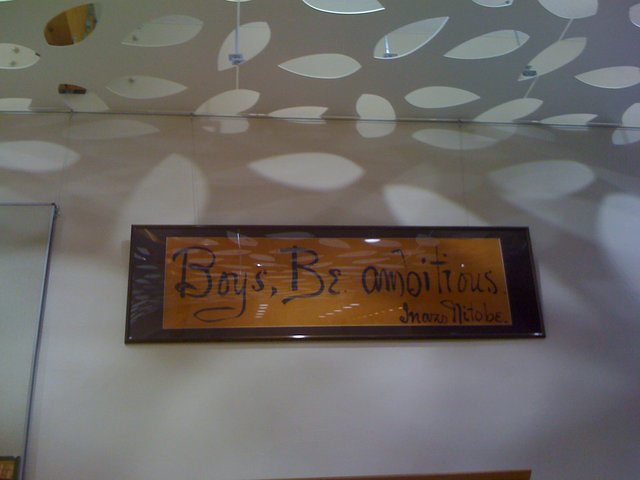 Boys, Be ambitious
Inazo Nitobe.